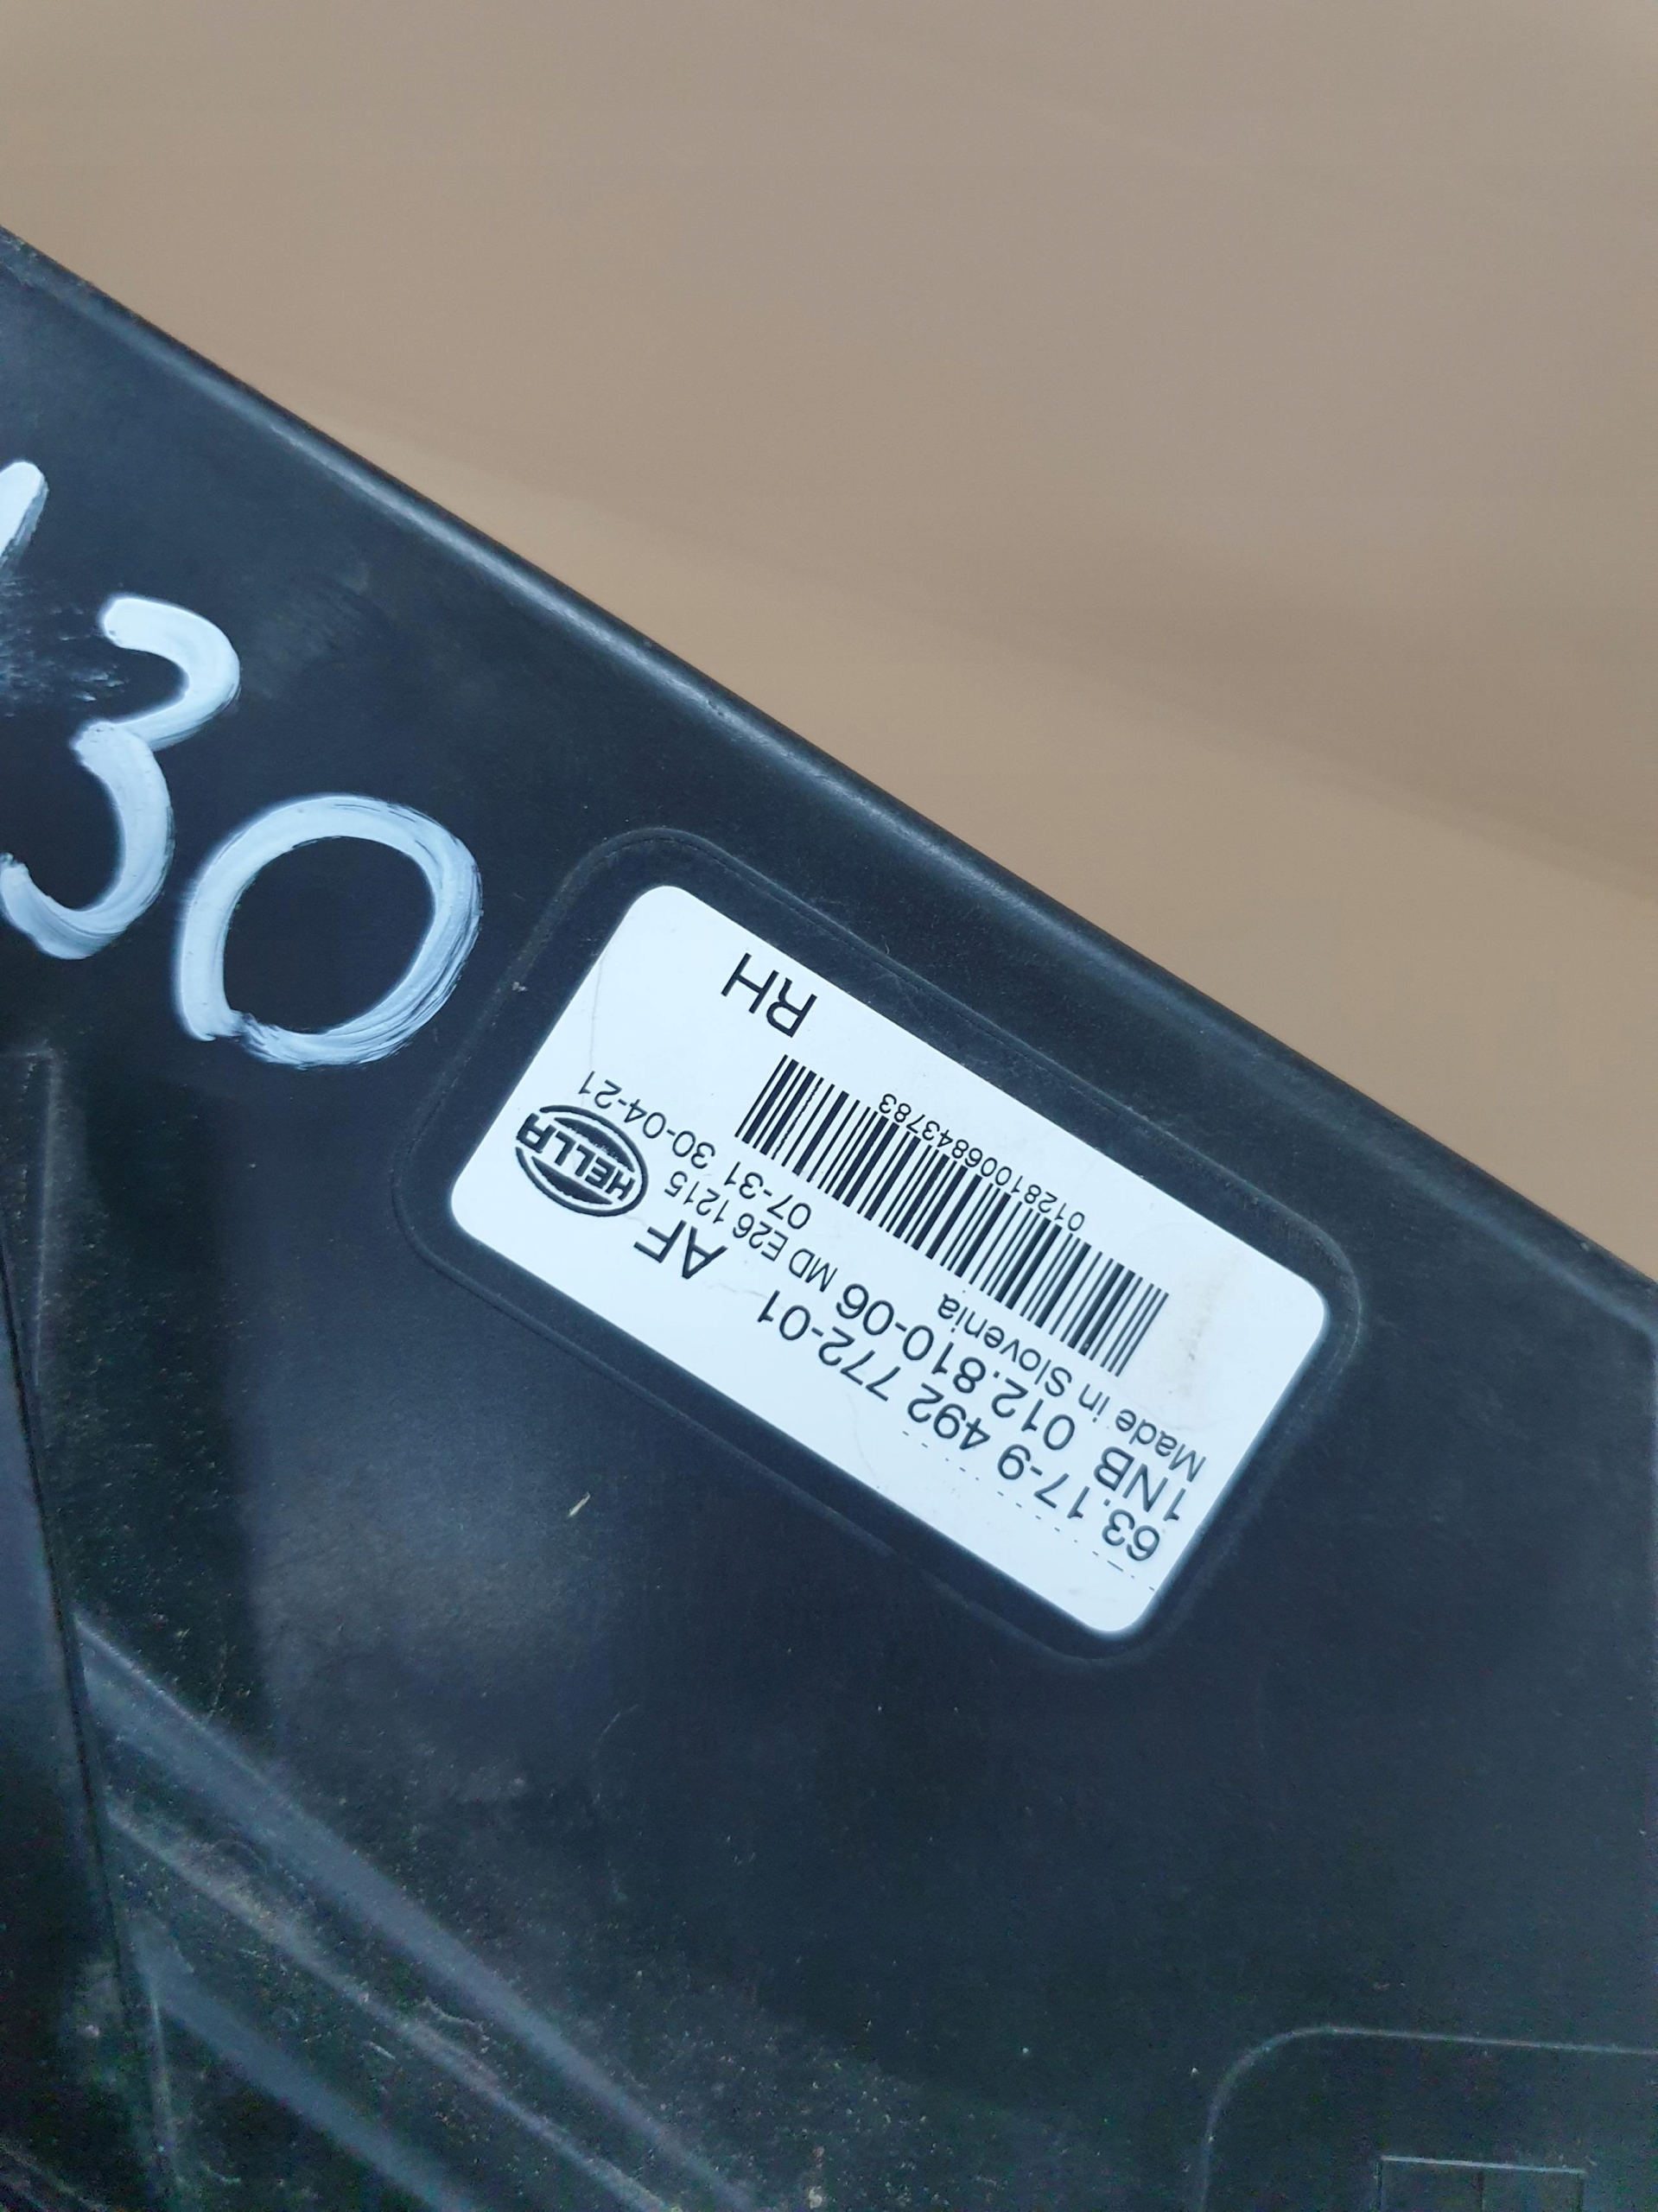 30
63.17-9 492 772-01 AF
1NB 012.810-06 MD E26 1215 HELLA
Made in Slovenia 07-31 30-04-21
01281006843783
RH